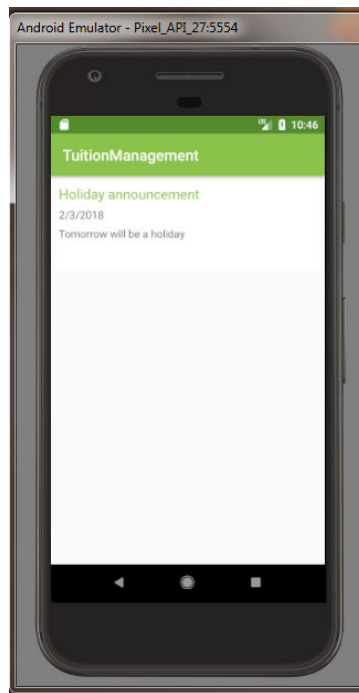 Android Emulator - Pixel_API_27:5554
10:46
TuitionManagement
Holiday announcement
2/3/2018
Tomorrow will be a holiday